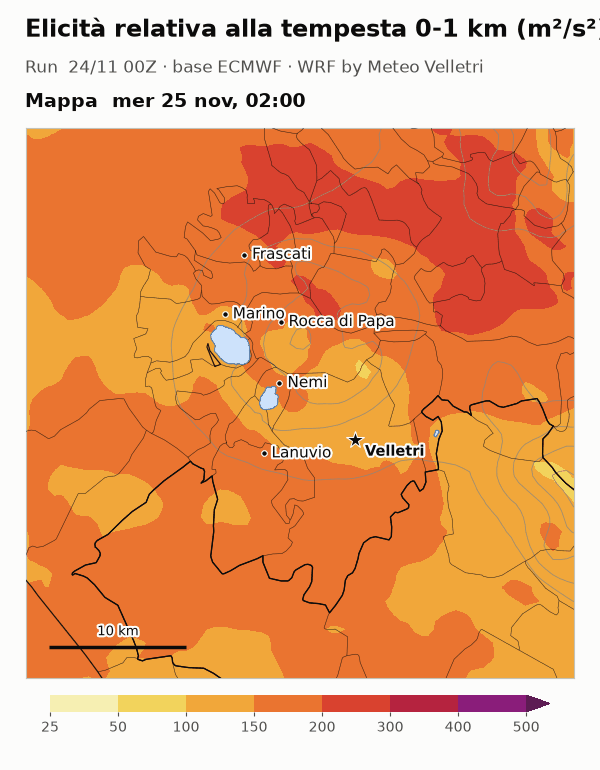 Elicità relativa alla tempesta 0-1 km (m²/s²)
Run 24/11 00Z · base ECMWF · WRF by Meteo Velletri
Mappa mer 25 nov, 02:00
Frascati
Marino
Rocca di Papa
Nemi
Velletri
Lanuvio
10 km
25 50 100 150 200 300 400 500